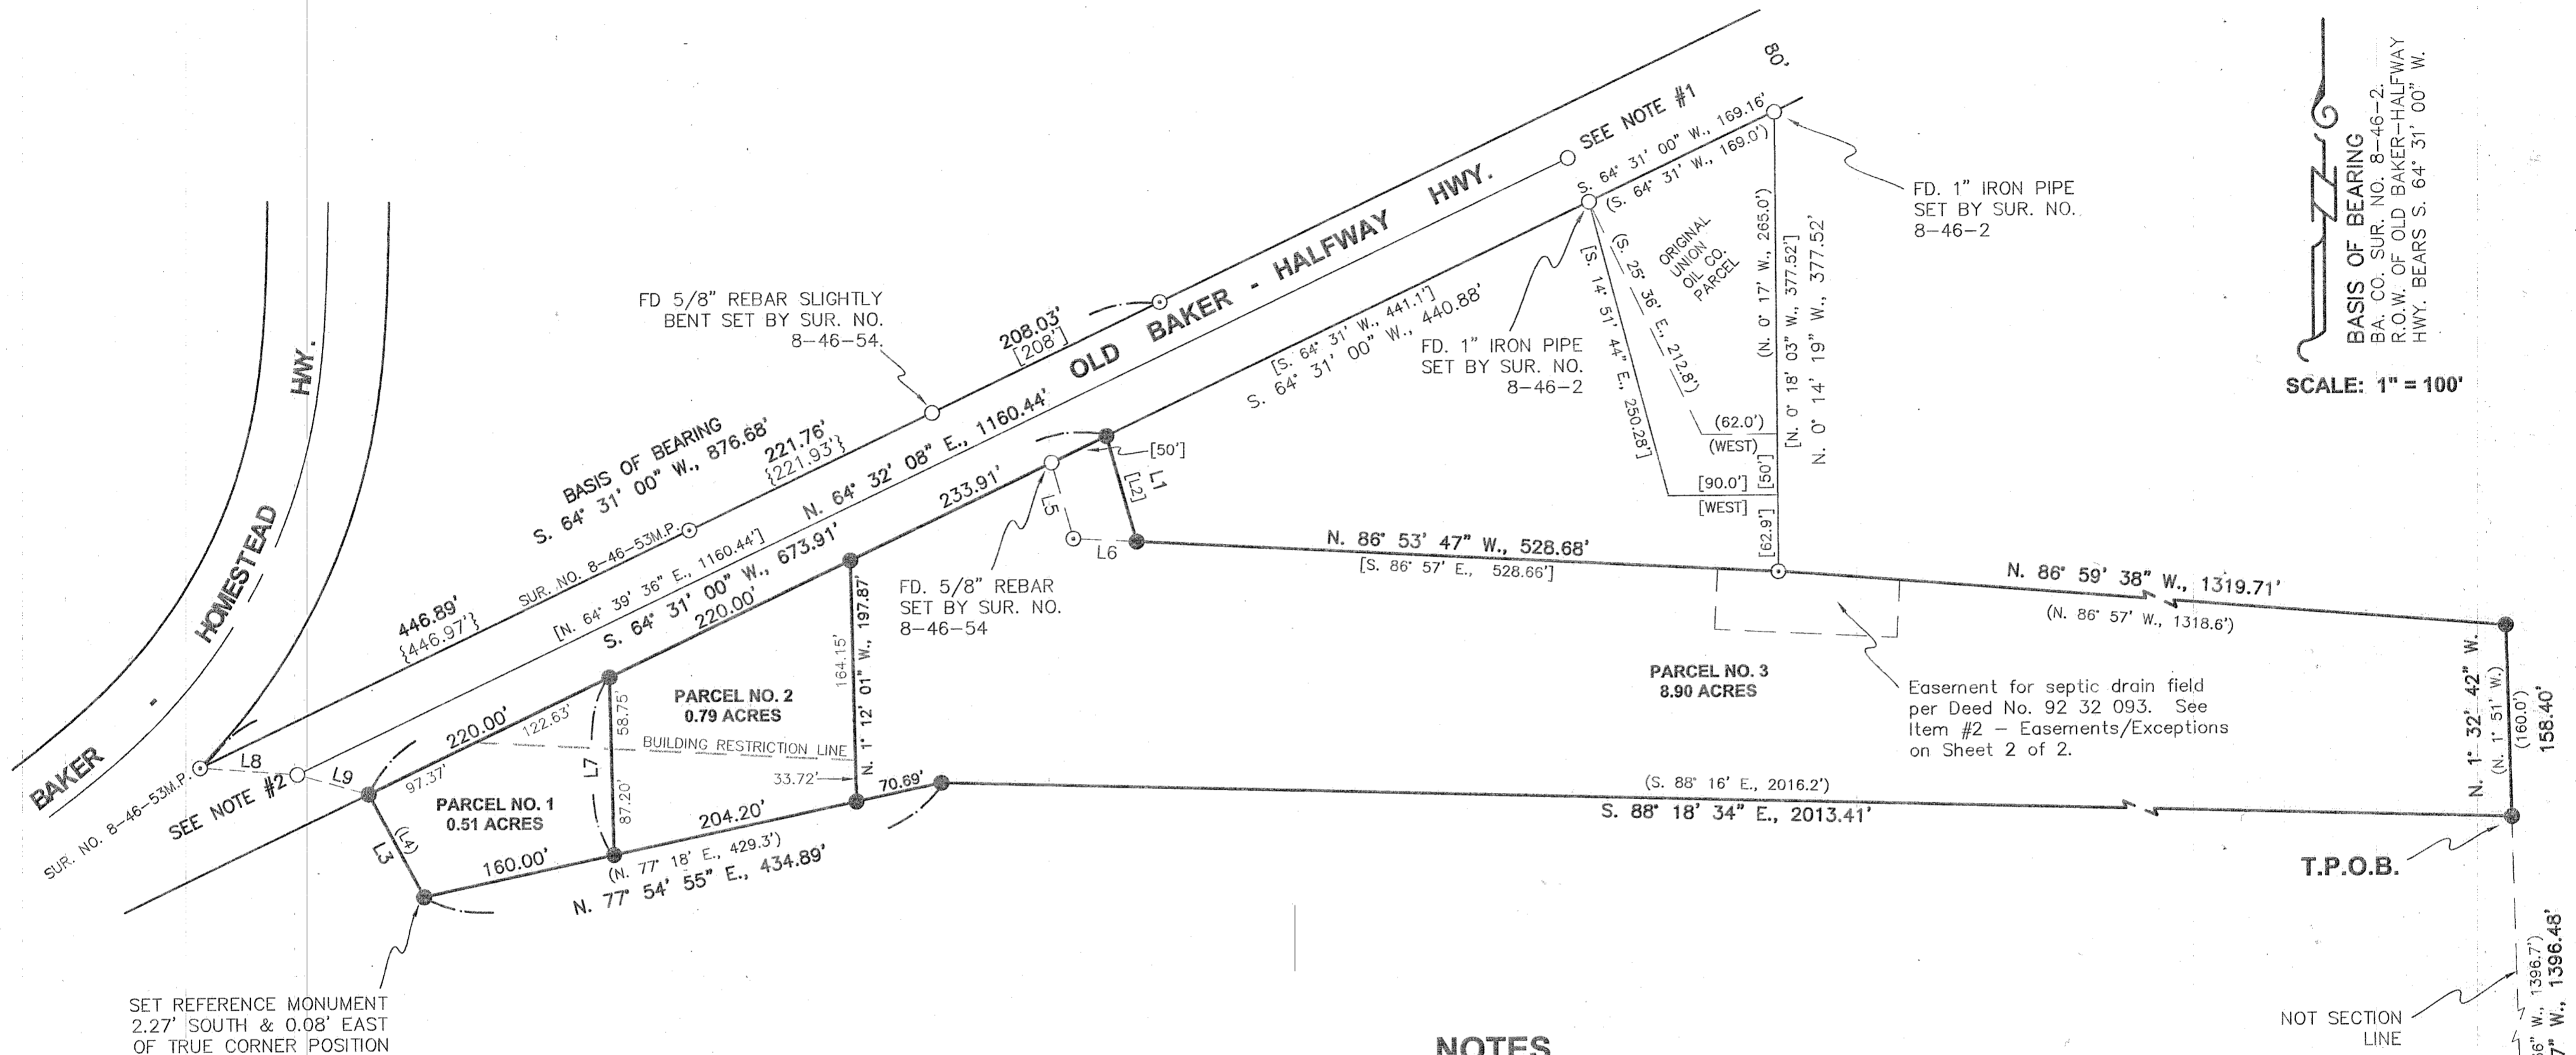 80'
SEE NOTE #1
S. 64° 31' 00" W., 169.16'
(S. 64° 31' W., 169.0')
FD. 1" IRON PIPE
SET BY SUR. NO.
8-46-2
BASIS OF BEARING
BA. CO. SUR. NO. 8-46-2.
R.O.W. OF OLD BAKER-HALFWAY
HWY. BEARS S. 64° 31' 00" W.
SCALE: 1" = 100'
ORIGINAL
UNION
OIL CO.
PARCEL
(N. 0° 17' W., 265.0')
[N. 0° 18' 03" W., 377.52']
N. 0° 14' 19" W., 377.52'
(S. 25° 36' E., 212.8')
[S. 14° 51' 44" E., 250.28']
(62.0')
(WEST)
[90.0']
[WEST]
[50']
[62.9']
FD. 1" IRON PIPE
SET BY SUR. NO.
8-46-2
OLD BAKER - HALFWAY HWY.
[S. 64° 31' W., 441.1']
S. 64° 31' 00" W., 440.88'
FD 5/8" REBAR SLIGHTLY
BENT SET BY SUR. NO.
8-46-54.
208.03'
[208']
BASIS OF BEARING
S. 64° 31' 00" W., 876.68'
221.76'
{221.93'}
N. 64° 32' 08" E., 1160.44'
[N. 64° 39' 36" E., 1160.44']
SUR. NO. 8-46-53M.P.
446.89'
{446.97'}
S. 64° 31' 00" W., 673.91'
233.91'
220.00'
[50']
L1
[L2]
L5
L6
FD. 5/8" REBAR
SET BY SUR. NO.
8-46-54
N. 86° 53' 47" W., 528.68'
[S. 86° 57' E., 528.66']
N. 86° 59' 38" W., 1319.71'
(N. 86° 57' W., 1318.6')
BAKER - HOMESTEAD HWY.
L8
L9
SUR. NO. 8-46-53M.P.
SEE NOTE #2
220.00'
122.63'
97.37'
PARCEL NO. 1
0.51 ACRES
L3
(L4)
L7
58.75'
87.20'
PARCEL NO. 2
0.79 ACRES
BUILDING RESTRICTION LINE
164.15'
N. 1° 12' 01" W., 197.87'
33.72'
70.69'
204.20'
160.00'
(N. 77° 18' E., 429.3')
N. 77° 54' 55" E., 434.89'
PARCEL NO. 3
8.90 ACRES
Easement for septic drain field
per Deed No. 92 32 093. See
Item #2 - Easements/Exceptions
on Sheet 2 of 2.
(S. 88° 16' E., 2016.2')
S. 88° 18' 34" E., 2013.41'
N. 1° 32' 42" W.
(N. 1° 51' W.)
(160.0')
158.40'
T.P.O.B.
SET REFERENCE MONUMENT
2.27' SOUTH & 0.08' EAST
OF TRUE CORNER POSITION
NOT SECTION
LINE
W., 1396.7')
W., 1396.48'
NOTES